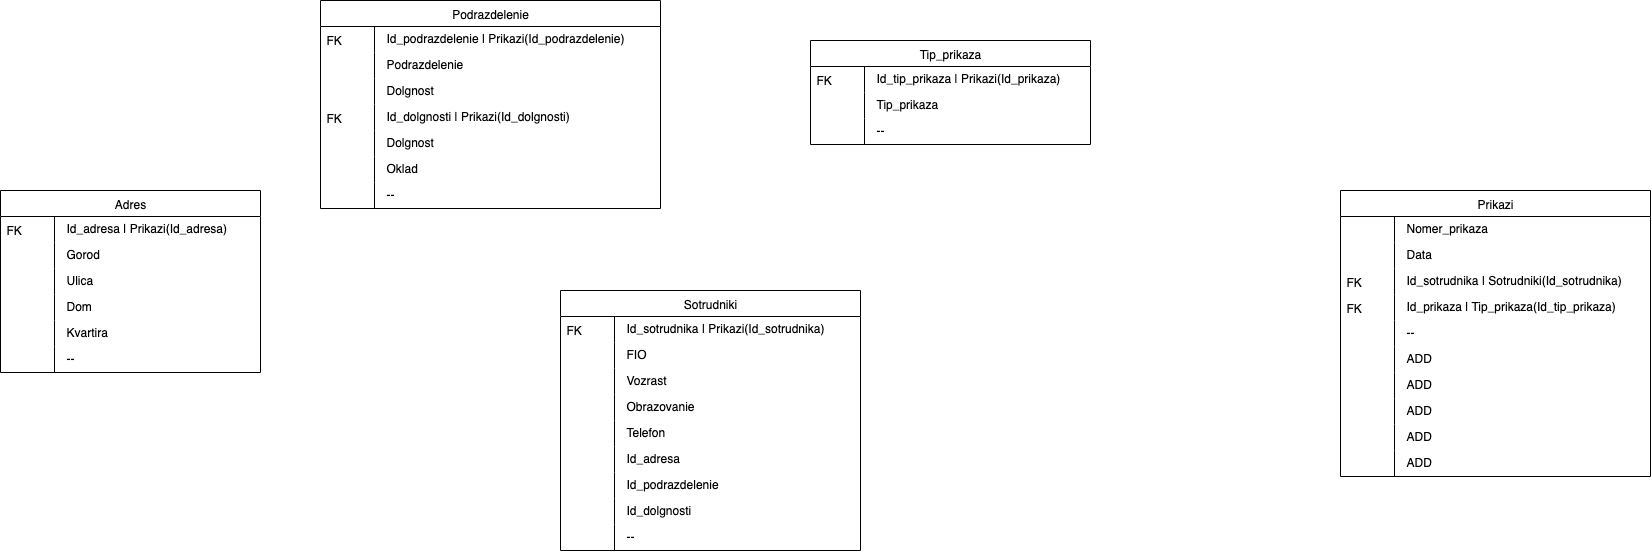 Podrazdelenie
FK Id_podrazdelenie | Prikazi(Id_podrazdelenie)
Podrazdelenie
Dolgnost
FK Id_dolgnosti | Prikazi(Id_dolgnosti)
Dolgnost
Oklad
--
Tip_prikaza
FK Id_tip_prikaza | Prikazi(Id_prikaza)
Tip_prikaza
--
Adres
FK Id_adresa | Prikazi(Id_adresa)
Gorod
Ulica
Dom
Kvartira
--
Sotrudniki
FK Id_sotrudnika | Prikazi(Id_sotrudnika)
FIO
Vozrast
Obrazovanie
Telefon
Id_adresa
Id_podrazdelenie
Id_dolgnosti
--
Prikazi
Nomer_prikaza
Data
FK Id_sotrudnika | Sotrudniki(Id_sotrudnika)
FK Id_prikaza | Tip_prikaza(Id_tip_prikaza)
--
ADD
ADD
ADD
ADD
ADD